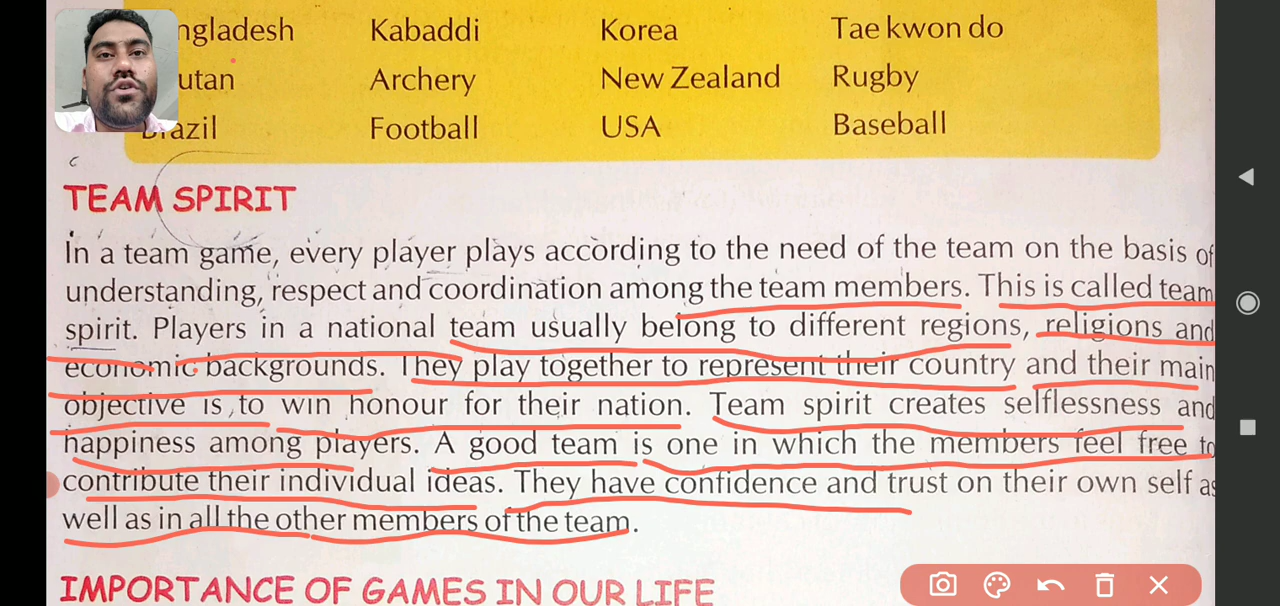 ngladesh Kabaddi Korea Tae kwon do
utan Archery New Zealand Rugby
Brazil Football USA Baseball
TEAM SPIRIT
In a team game, every player plays according to the need of the team on the basis of
understanding, respect and coordination among the team members. This is called team
spirit. Players in a national team usually belong to different regions, religions and
economic backgrounds. They play together to represent their country and their main
objective is to win honour for their nation. Team spirit creates selflessness and
happiness among players. A good team is one in which the members feel free to
contribute their individual ideas. They have confidence and trust on their own self as
well as in all the other members of the team.
IMPORTANCE OF GAMES IN OUR LIFE